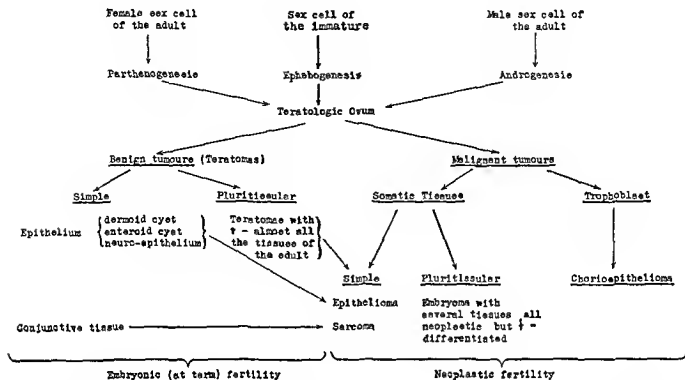 Female sex cell of the adult
Sex cell of the immature
Male sex cell of the adult
Parthenogenesis
Ephebogenesis
Androgenesis
Teratologic Ovum
Benign tumours (Teratomas)
Malignant tumours
Simple
Pluritissular
Somatic Tissues
Trophoblast
Epithelium
dermoid cyst
enteroid cyst
neuro-epithelium
Teratomas with
± - almost all
the tissues of
the adult
Simple
Pluritissular
Chorioepithelioma
Epithelioma
Embryoma with
several tissues all
neoplastic but ± -
differentiated
Conjunctive tissue
Sarcoma
Embryonic (at term) fertility
Neoplastic fertility